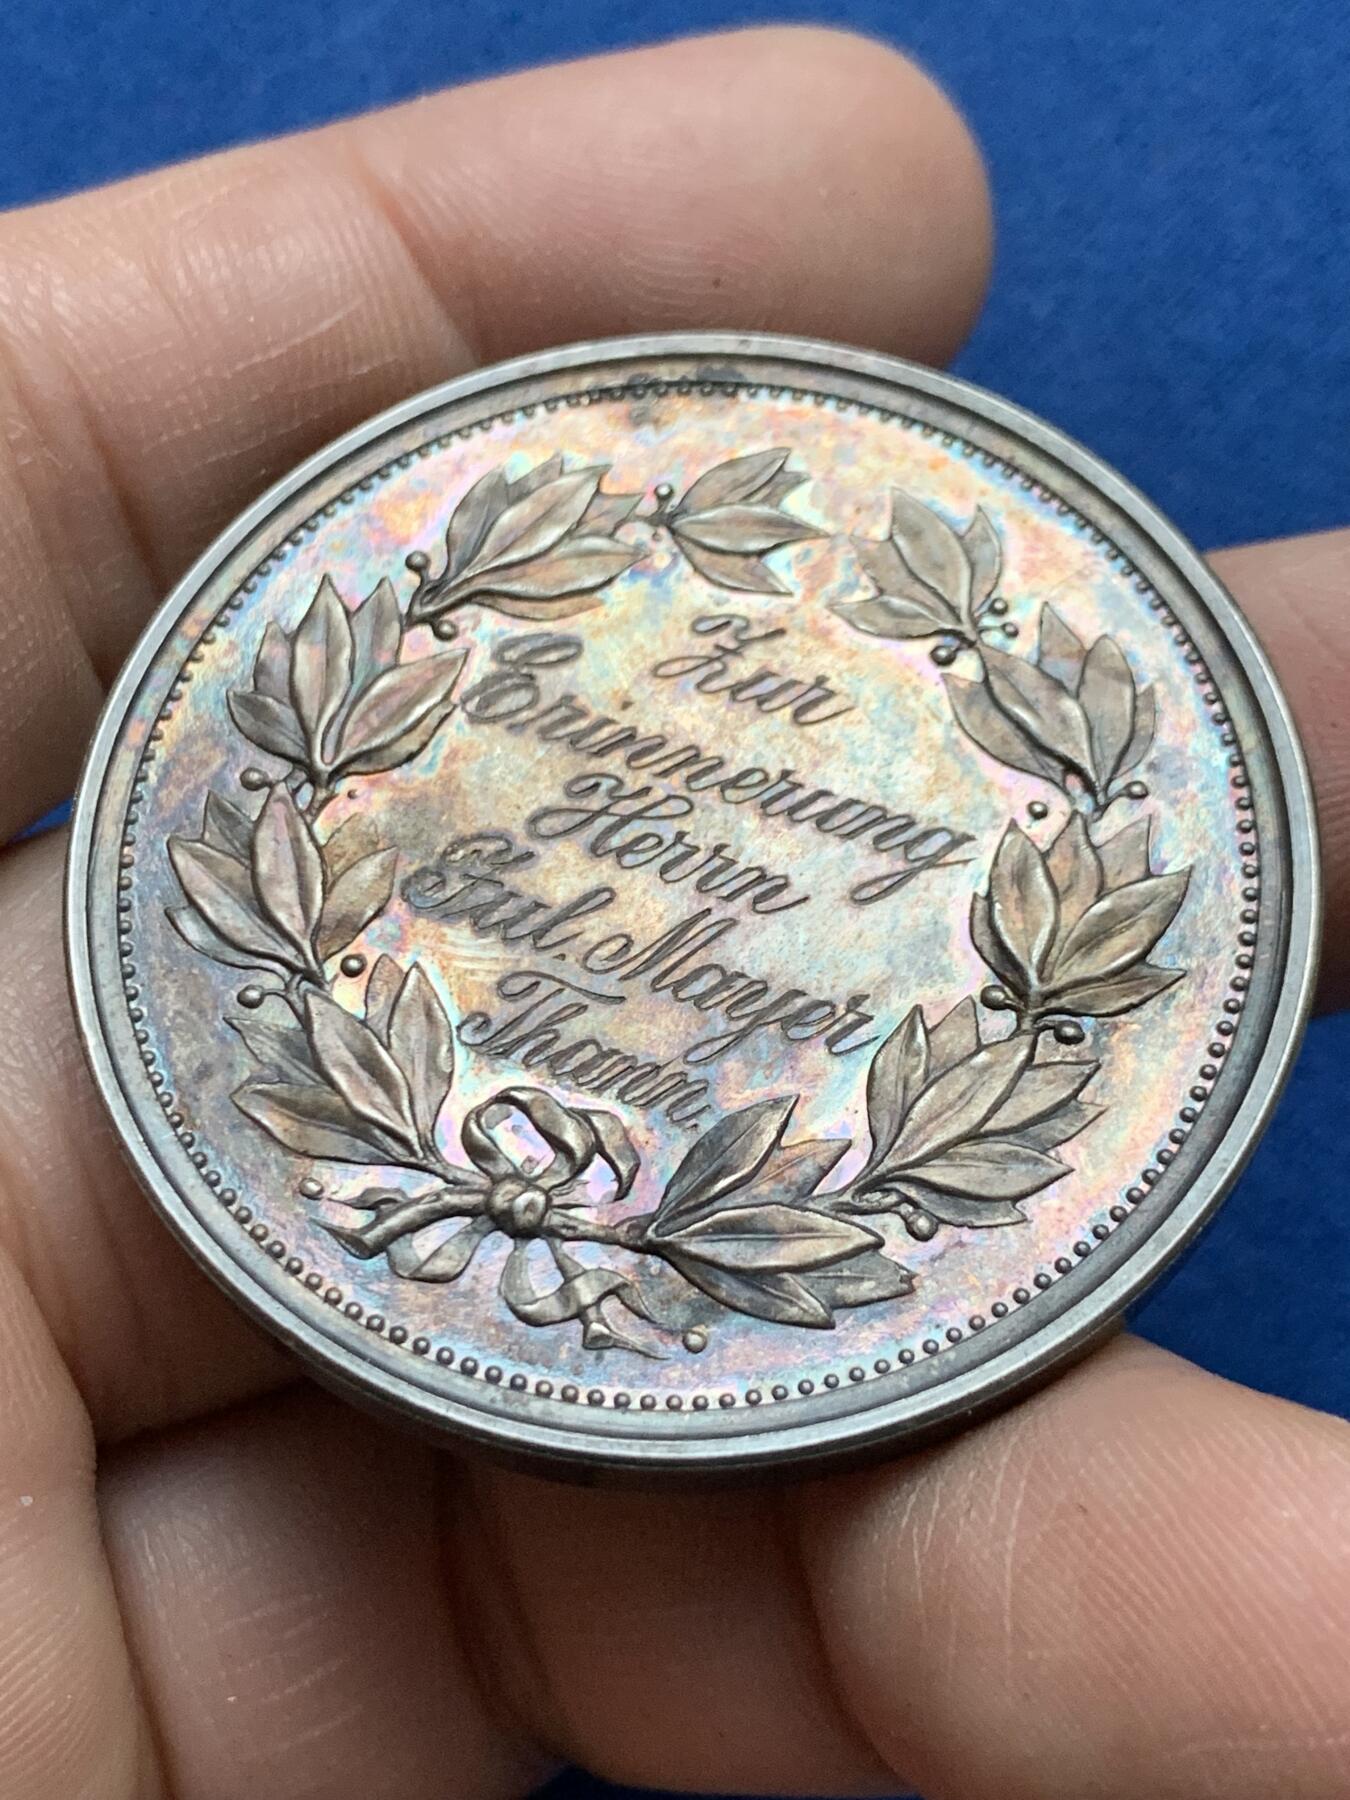 Zur
Erinnerung
Herrn
Jul. Mayer
Thann.